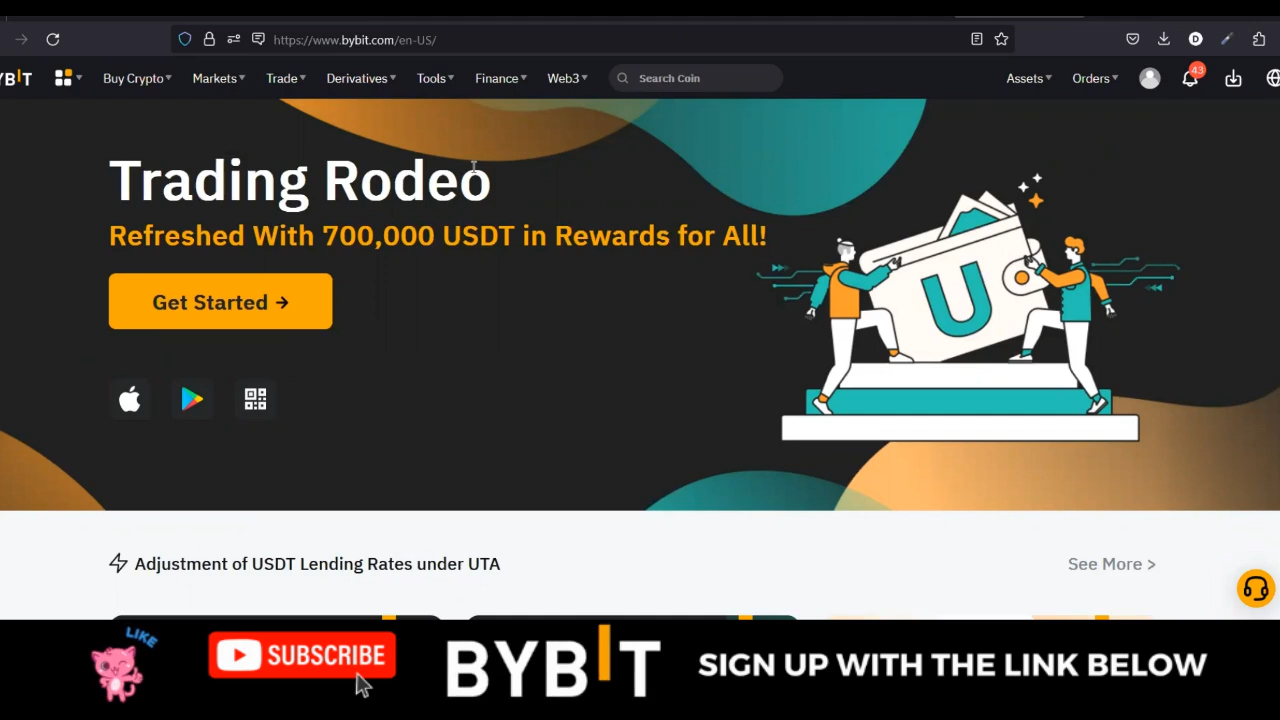 https://www.bybit.com/en-US/
BYBIT
Buy Crypto
Markets
Trade
Derivatives
Tools
Finance
Web3
Search Coin
Assets
Orders
43
D
Trading Rodeo
Refreshed With 700,000 USDT in Rewards for All!
Get Started →
U
Adjustment of USDT Lending Rates under UTA
See More >
LIKE
SUBSCRIBE
BYBIT
SIGN UP WITH THE LINK BELOW